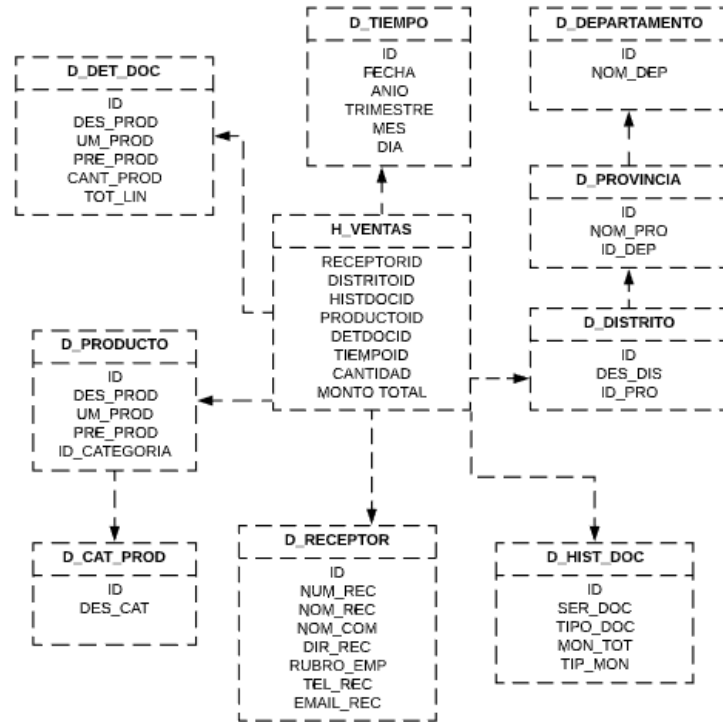 D_TIEMPO
ID
FECHA
ANIO
TRIMESTRE
MES
DIA
D_DEPARTAMENTO
ID
NOM_DEP
D_DET_DOC
ID
DES_PROD
UM_PROD
PRE_PROD
CANT_PROD
TOT_LIN
D_PROVINCIA
ID
NOM_PRO
ID_DEP
H_VENTAS
RECEPTORID
DISTRITOID
HISTDOCID
PRODUCTOID
DETDOCID
TIEMPOID
CANTIDAD
MONTO TOTAL
D_DISTRITO
ID
DES_DIS
ID_PRO
D_PRODUCTO
ID
DES_PROD
UM_PROD
PRE_PROD
ID_CATEGORIA
D_CAT_PROD
ID
DES_CAT
D_RECEPTOR
ID
NUM_REC
NOM_REC
NOM_COM
DIR_REC
RUBRO_EMP
TEL_REC
EMAIL_REC
D_HIST_DOC
ID
SER_DOC
TIPO_DOC
MON_TOT
TIP_MON